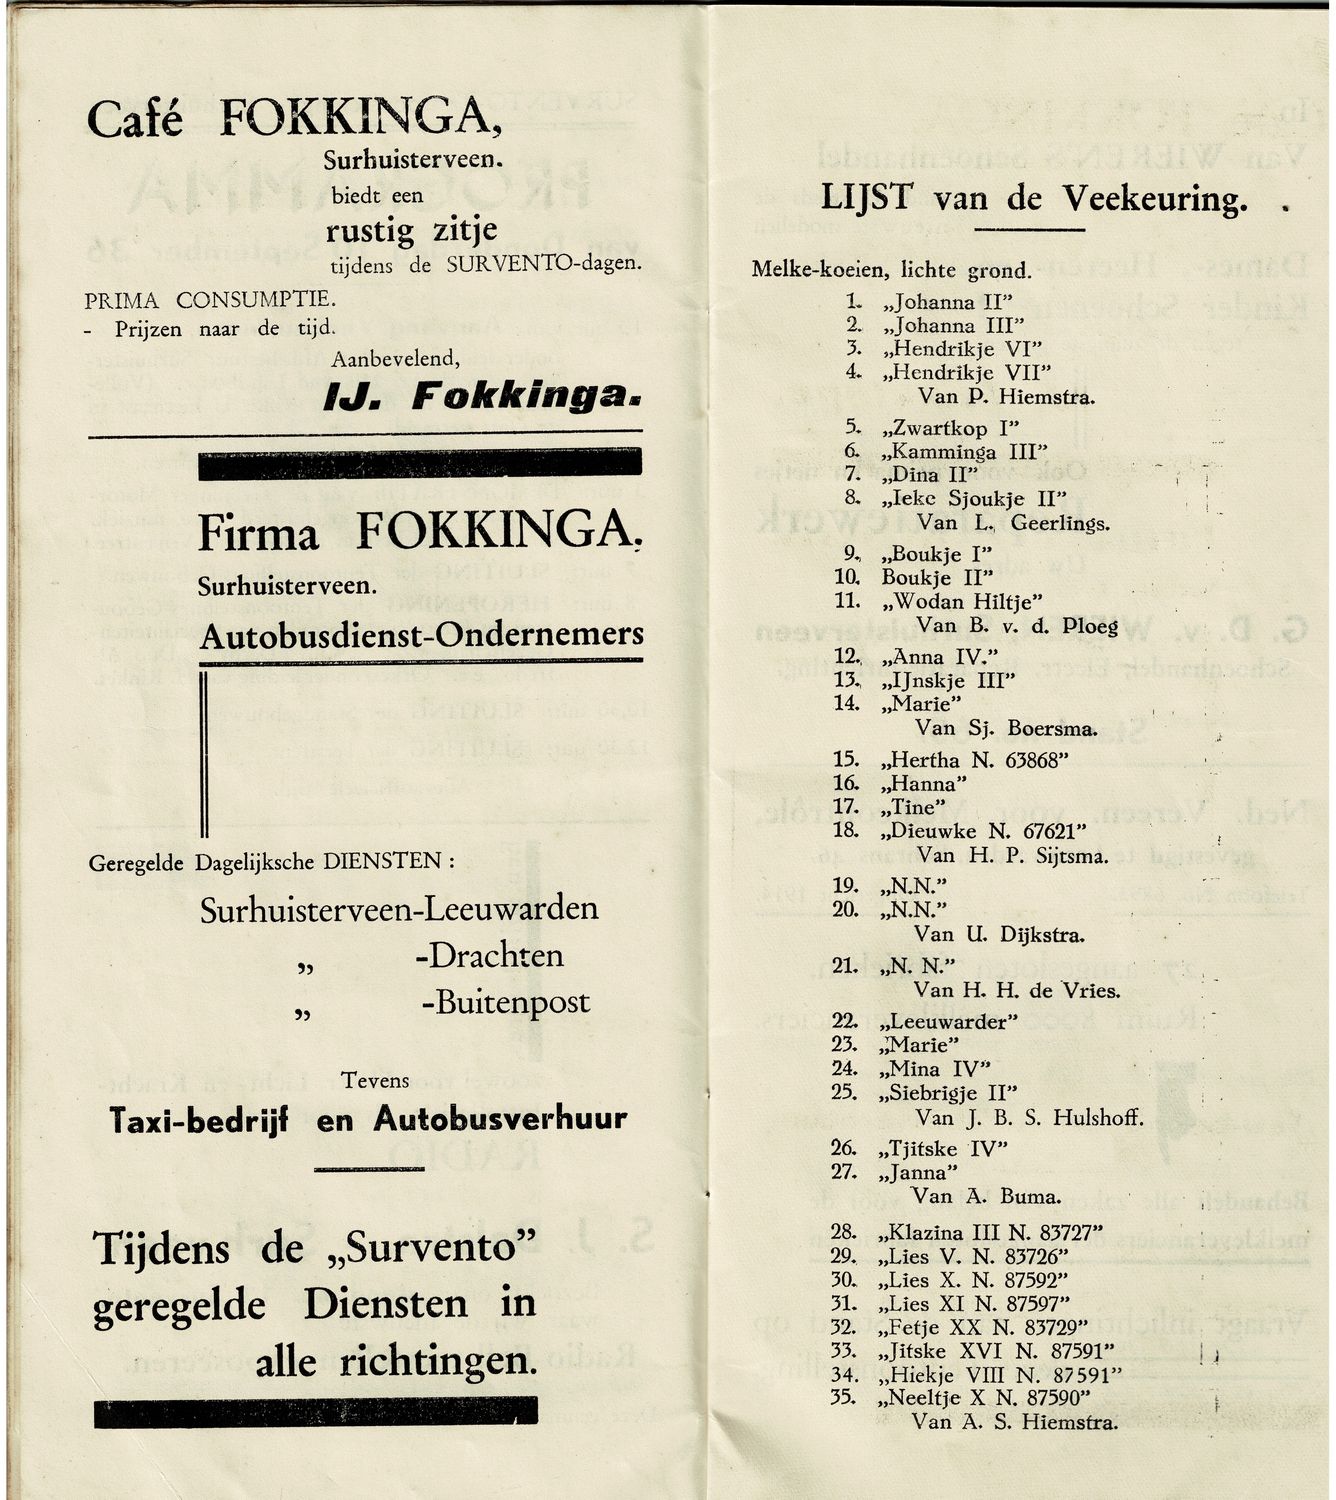 Café FOKKINGA,
Surhuisterveen.
biedt een
rustig zitje
tijdens de SURVENTO-dagen.
PRIMA CONSUMPTIE.
- Prijzen naar de tijd.
Aanbevelend,
IJ. Fokkinga.
Firma FOKKINGA.
Surhuisterveen.
Autobusdienst-Ondernemers
Geregelde Dagelijksche DIENSTEN :
Surhuisterveen-Leeuwarden
„ -Drachten
„ -Buitenpost
Tevens
Taxi-bedrijf en Autobusverhuur
Tijdens de „Survento”
geregelde Diensten in
alle richtingen.
LIJST van de Veekeuring.
Melke-koeien, lichte grond.
1. „Johanna II”
2. „Johanna III”
3. „Hendrikje VI”
4. „Hendrikje VII”
Van P. Hiemstra.
5. „Zwartkop I”
6. „Kamminga III”
7. „Dina II”
8. „Ieke Sjoukje II”
Van L. Geerlings.
9. „Boukje I”
10. Boukje II”
11. „Wodan Hiltje”
Van B. v. d. Ploeg
12. „Anna IV.”
13. „IJnskje III”
14. „Marie”
Van Sj. Boersma.
15. „Hertha N. 63868”
16. „Hanna”
17. „Tine”
18. „Dieuwke N. 67621”
Van H. P. Sijtsma.
19. „N.N.”
20. „N.N.”
Van U. Dijkstra.
21. „N. N.”
Van H. H. de Vries.
22. „Leeuwarder”
23. „Marie”
24. „Mina IV”
25. „Siebrigje II”
Van J. B. S. Hulshoff.
26. „Tjitske IV”
27. „Janna”
Van A. Buma.
28. „Klazina III N. 83727”
29. „Lies V. N. 83726”
30. „Lies X. N. 87592”
31. „Lies XI N. 87597”
32. „Fetje XX N. 83729”
33. „Jitske XVI N. 87591”
34. „Hiekje VIII N. 87591”
35. „Neeltje X N. 87590”
Van A. S. Hiemstra.